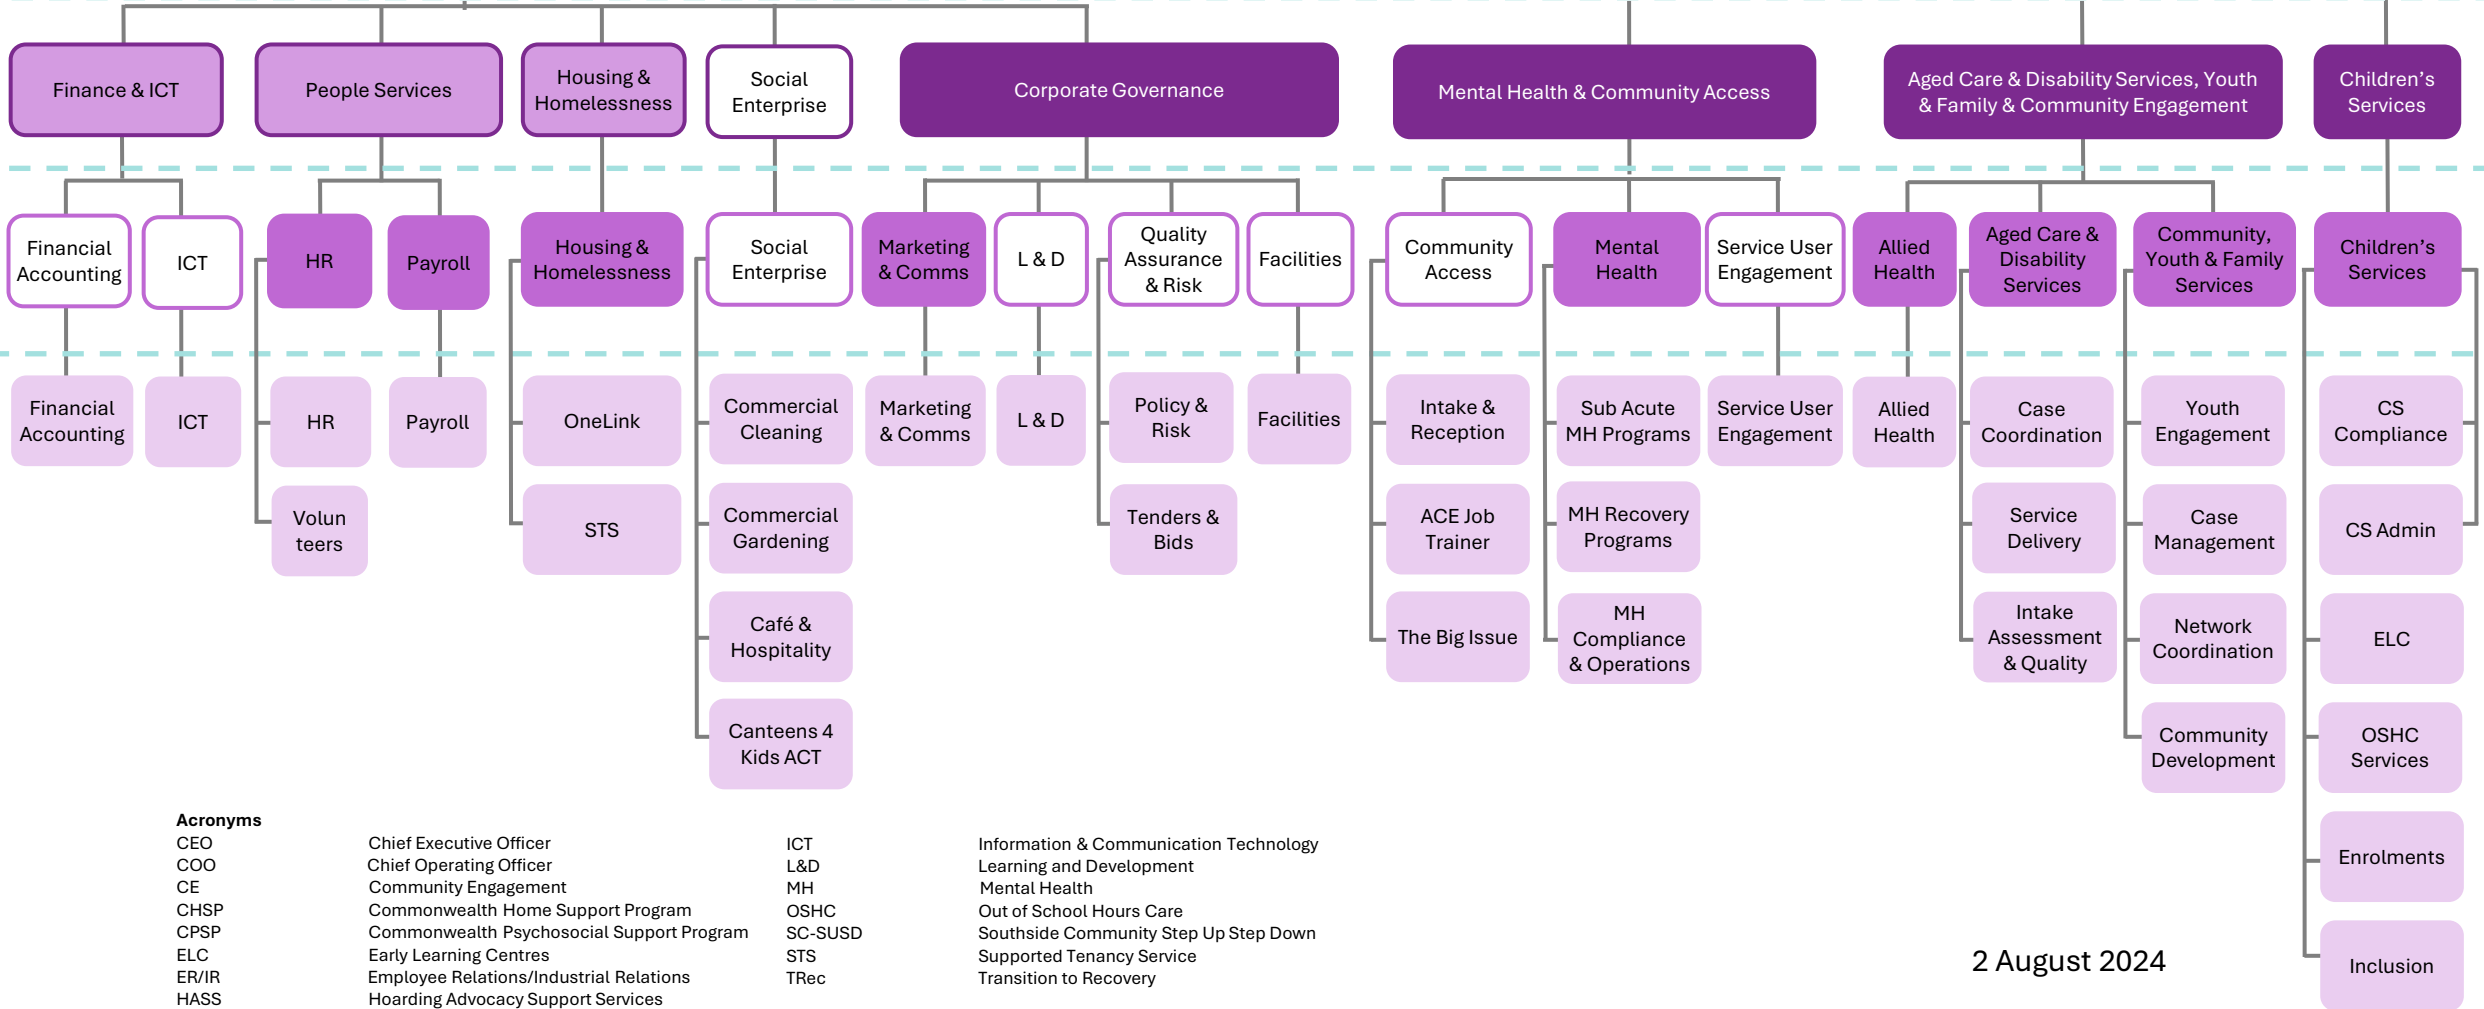 Finance & ICT
People Services
Housing &
Homelessness
Social
Enterprise
Corporate Governance
Mental Health & Community Access
Aged Care & Disability Services, Youth
& Family & Community Engagement
Children's
Services
Financial
Accounting
ICT
HR
Payroll
Housing &
Homelessness
Social
Enterprise
Marketing
& Comms
L & D
Quality
Assurance
& Risk
Facilities
Community
Access
Mental
Health
Service User
Engagement
Allied
Health
Aged Care &
Disability
Services
Community,
Youth & Family
Services
Children's
Services
Financial
Accounting
ICT
HR
Payroll
OneLink
Commercial
Cleaning
Marketing
& Comms
L & D
Policy &
Risk
Facilities
Intake &
Reception
Sub Acute
MH Programs
Service User
Engagement
Allied
Health
Case
Coordination
Youth
Engagement
CS
Compliance
Volun
teers
STS
Commercial
Gardening
Tenders &
Bids
ACE Job
Trainer
MH Recovery
Programs
Service
Delivery
Case
Management
CS Admin
Café &
Hospitality
The Big Issue
MH
Compliance
& Operations
Intake
Assessment
& Quality
Network
Coordination
ELC
Canteens 4
Kids ACT
Community
Development
OSHC
Services
Enrolments
Inclusion
Acronyms
CEO Chief Executive Officer
COO Chief Operating Officer
CE Community Engagement
CHSP Commonwealth Home Support Program
CPSP Commonwealth Psychosocial Support Program
ELC Early Learning Centres
ER/IR Employee Relations/Industrial Relations
HASS Hoarding Advocacy Support Services
ICT Information & Communication Technology
L&D Learning and Development
MH Mental Health
OSHC Out of School Hours Care
SC-SUSD Southside Community Step Up Step Down
STS Supported Tenancy Service
TRec Transition to Recovery
2 August 2024